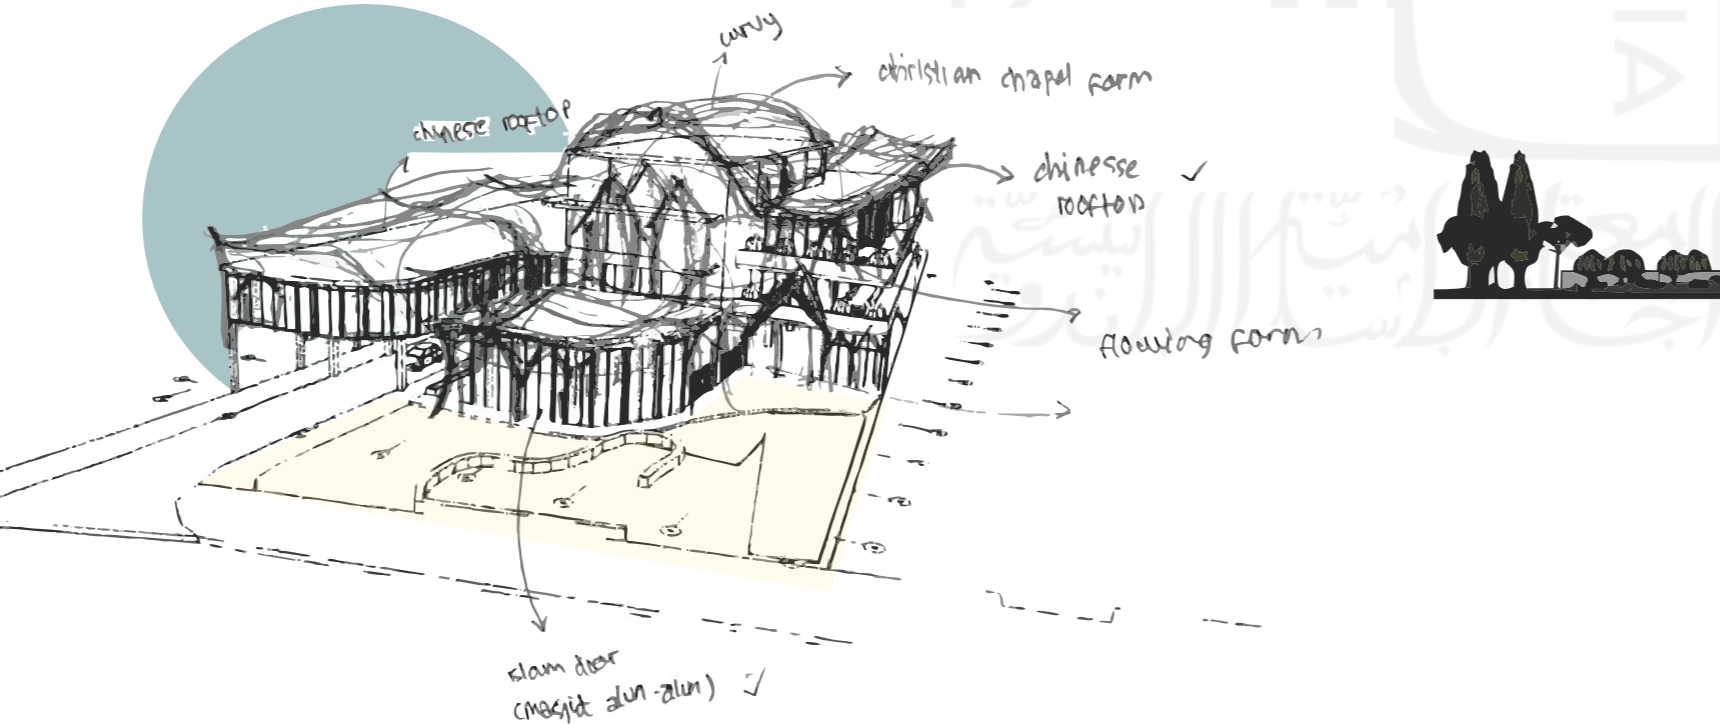 curvy
christian chapel form
chinese rooftop
chinesse
rooftop
flowing form
islam door
(masjid alun-alun)